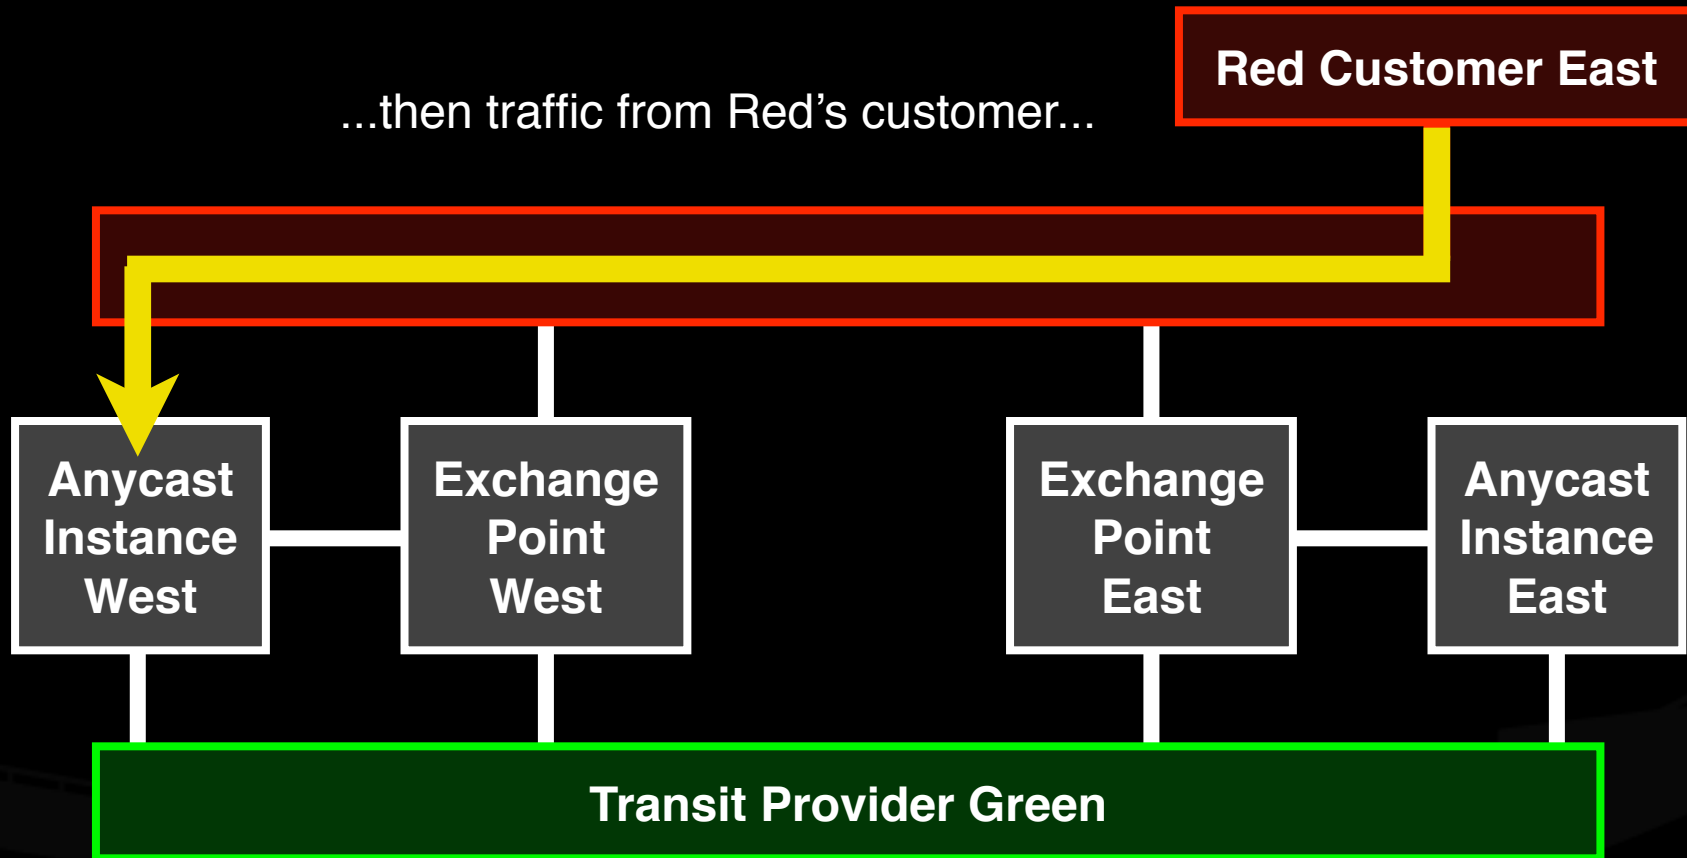 Red Customer East
...then traffic from Red’s customer...
Anycast
Instance
West
Exchange
Point
West
Exchange
Point
East
Anycast
Instance
East
Transit Provider Green